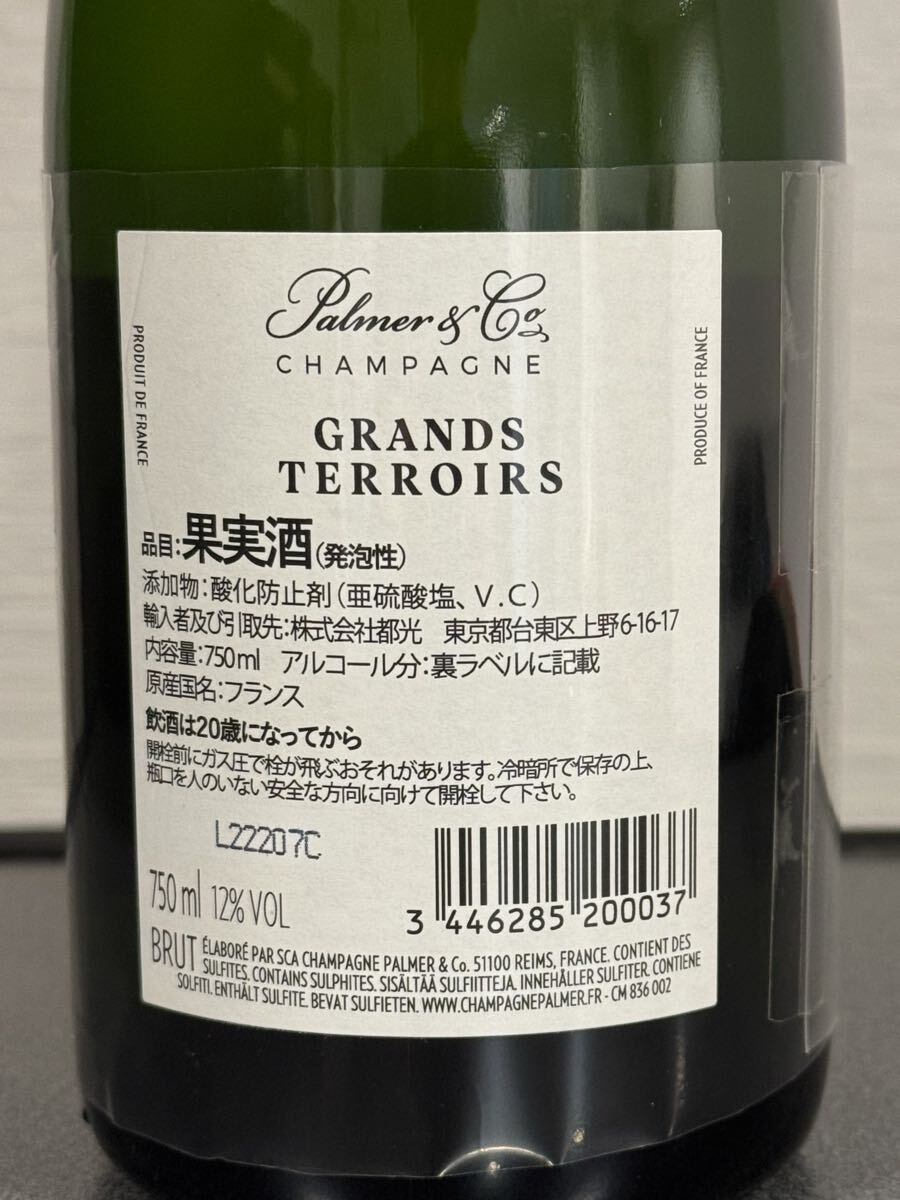 Palmer & Co
CHAMPAGNE
PRODUIT DE FRANCE
PRODUCE OF FRANCE
GRANDS
TERROIRS
品目:果実酒(発泡性)
添加物:酸化防止剤(亜硫酸塩、V.C)
輸入者及び引取先:株式会社都光 東京都台東区上野6-16-17
内容量:750ml アルコール分:裏ラベルに記載
原産国名:フランス
飲酒は20歳になってから
開栓前にガス圧で栓が飛ぶおそれがあります。冷暗所で保存の上、
瓶口を人のいない安全な方向に向けて開栓して下さい。
L22207C
750 ml 12% VOL
3 446285 200037
BRUT ÉLABORÉ PAR SCA CHAMPAGNE PALMER & Co. 51100 REIMS, FRANCE. CONTIENT DES
SULFITES. CONTAINS SULPHITES. SISÄLTÄÄ SULFIITTEJA. INNEHÅLLER SULFITER. CONTIENE
SOLFITI. ENTHÄLT SULFITE. BEVAT SULFIETEN. WWW.CHAMPAGNEPALMER.FR - CM 836 002